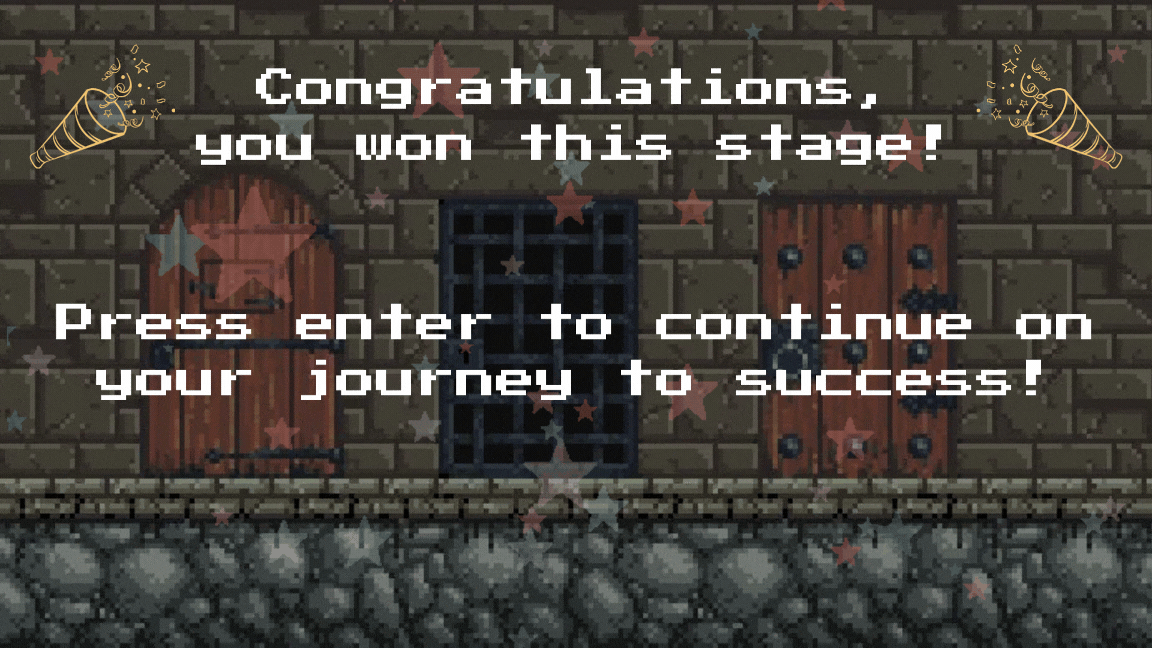 Congratulations,
you won this stage!
Press enter to continue on
your journey to success!